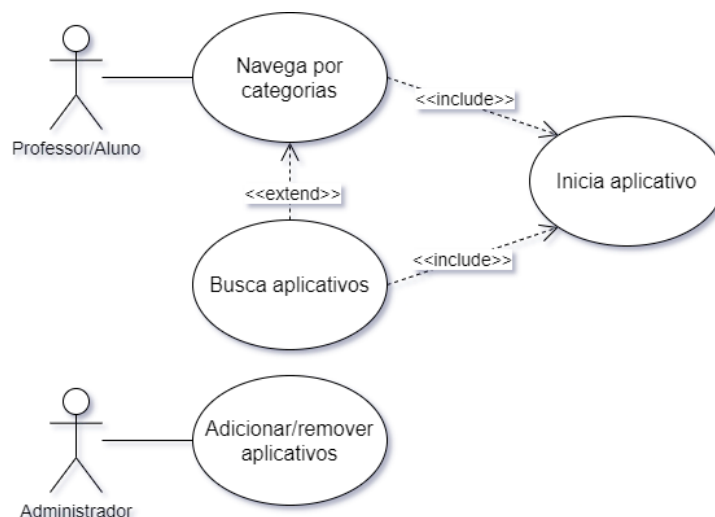 Navega por
categorias
<<include>>
Professor/Aluno
Inicia aplicativo
<<extend>>
<<include>>
Busca aplicativos
Adicionar/remover
aplicativos
Administrador